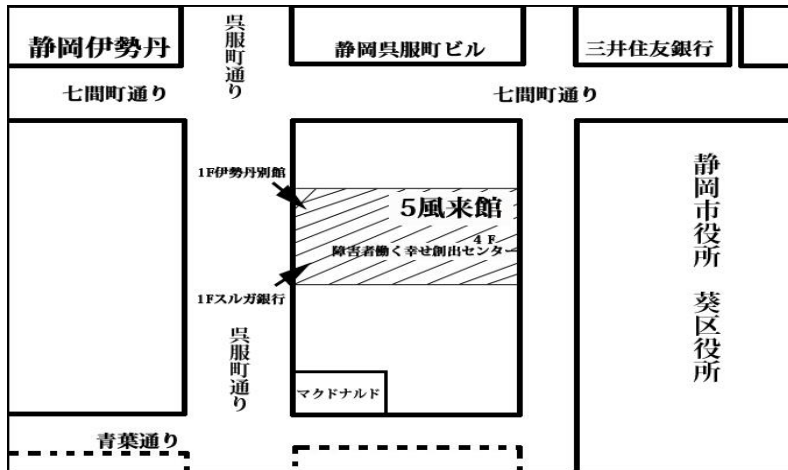 静岡伊勢丹
呉服町通り
静岡呉服町ビル
三井住友銀行
七間町通り
七間町通り
1F伊勢丹別館
5風来館
4F
障害者働く幸せ創出センター
1Fスルガ銀行
呉服町通り
マクドナルド
静岡市役所 葵区役所
青葉通り